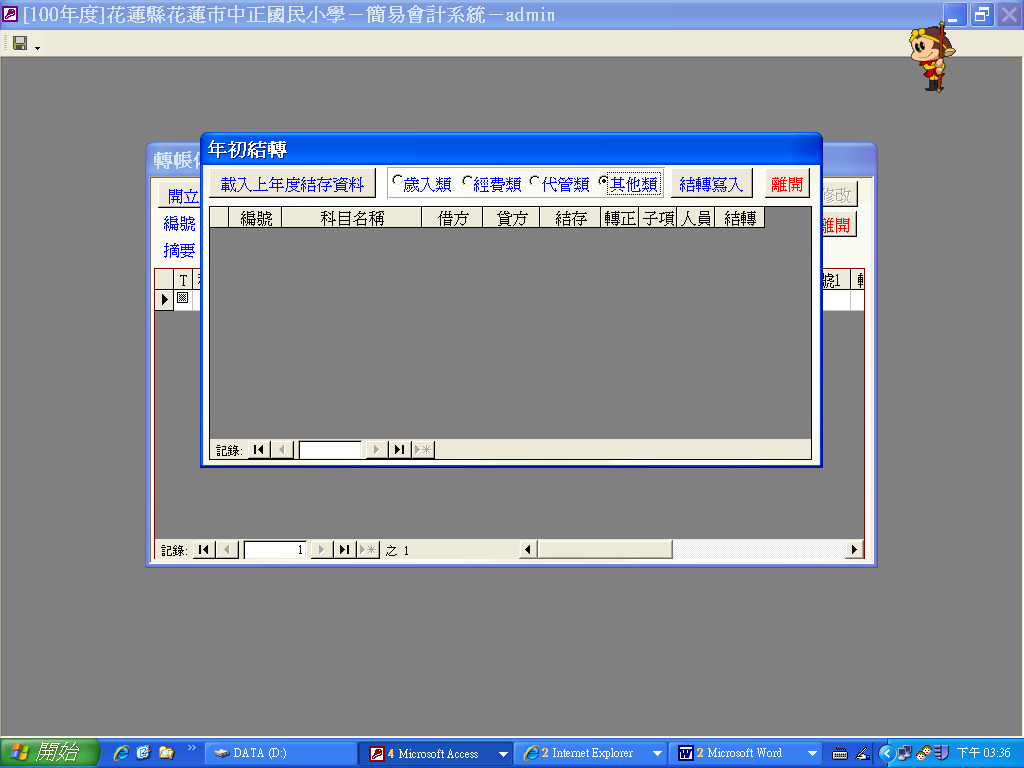 [100年度]花蓮縣花蓮市中正國民小學－簡易會計系統－admin
轉帳
年初結轉
載入上年度結存資料 歲入類 經費類 代管類 其他類 結轉寫入 離開
開立
修改
編號
離開
摘要
編號 科目名稱 借方 貸方 結存 轉正 子項 人員 結轉
T
號1
記錄:
記錄: 1 之 1
開始 DATA (D:) 4 Microsoft Access 2 Internet Explorer 2 Microsoft Word 下午 03:36